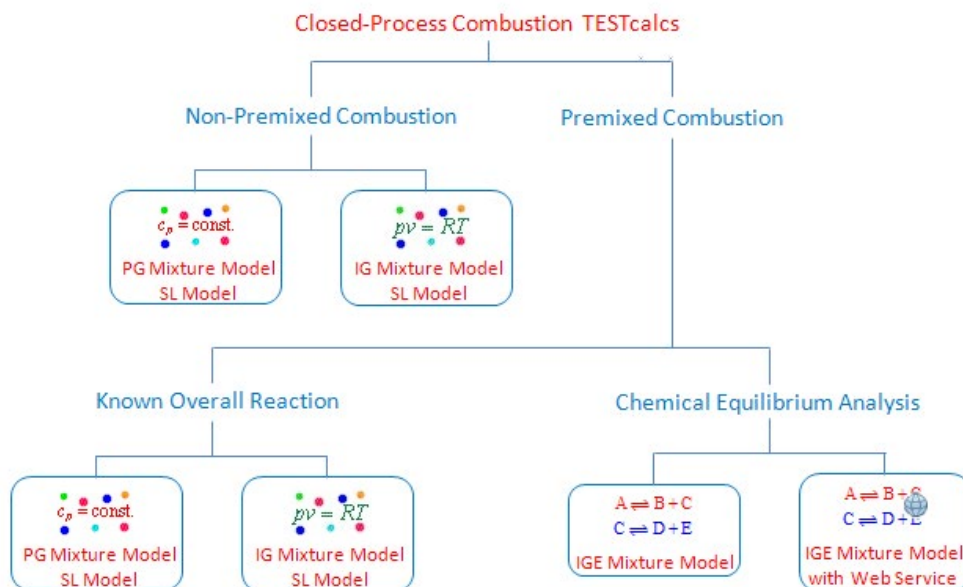 Closed-Process Combustion TESTcalcs
Non-Premixed Combustion
Premixed Combustion
cₚ = const.
PG Mixture Model
SL Model
pv = RT
IG Mixture Model
SL Model
Known Overall Reaction
Chemical Equilibrium Analysis
cₚ = const.
PG Mixture Model
SL Model
pv = RT
IG Mixture Model
SL Model
A ⇌ B + C
C ⇌ D + E
IGE Mixture Model
A ⇌ B + C
C ⇌ D + E
IGE Mixture Model
with Web Service